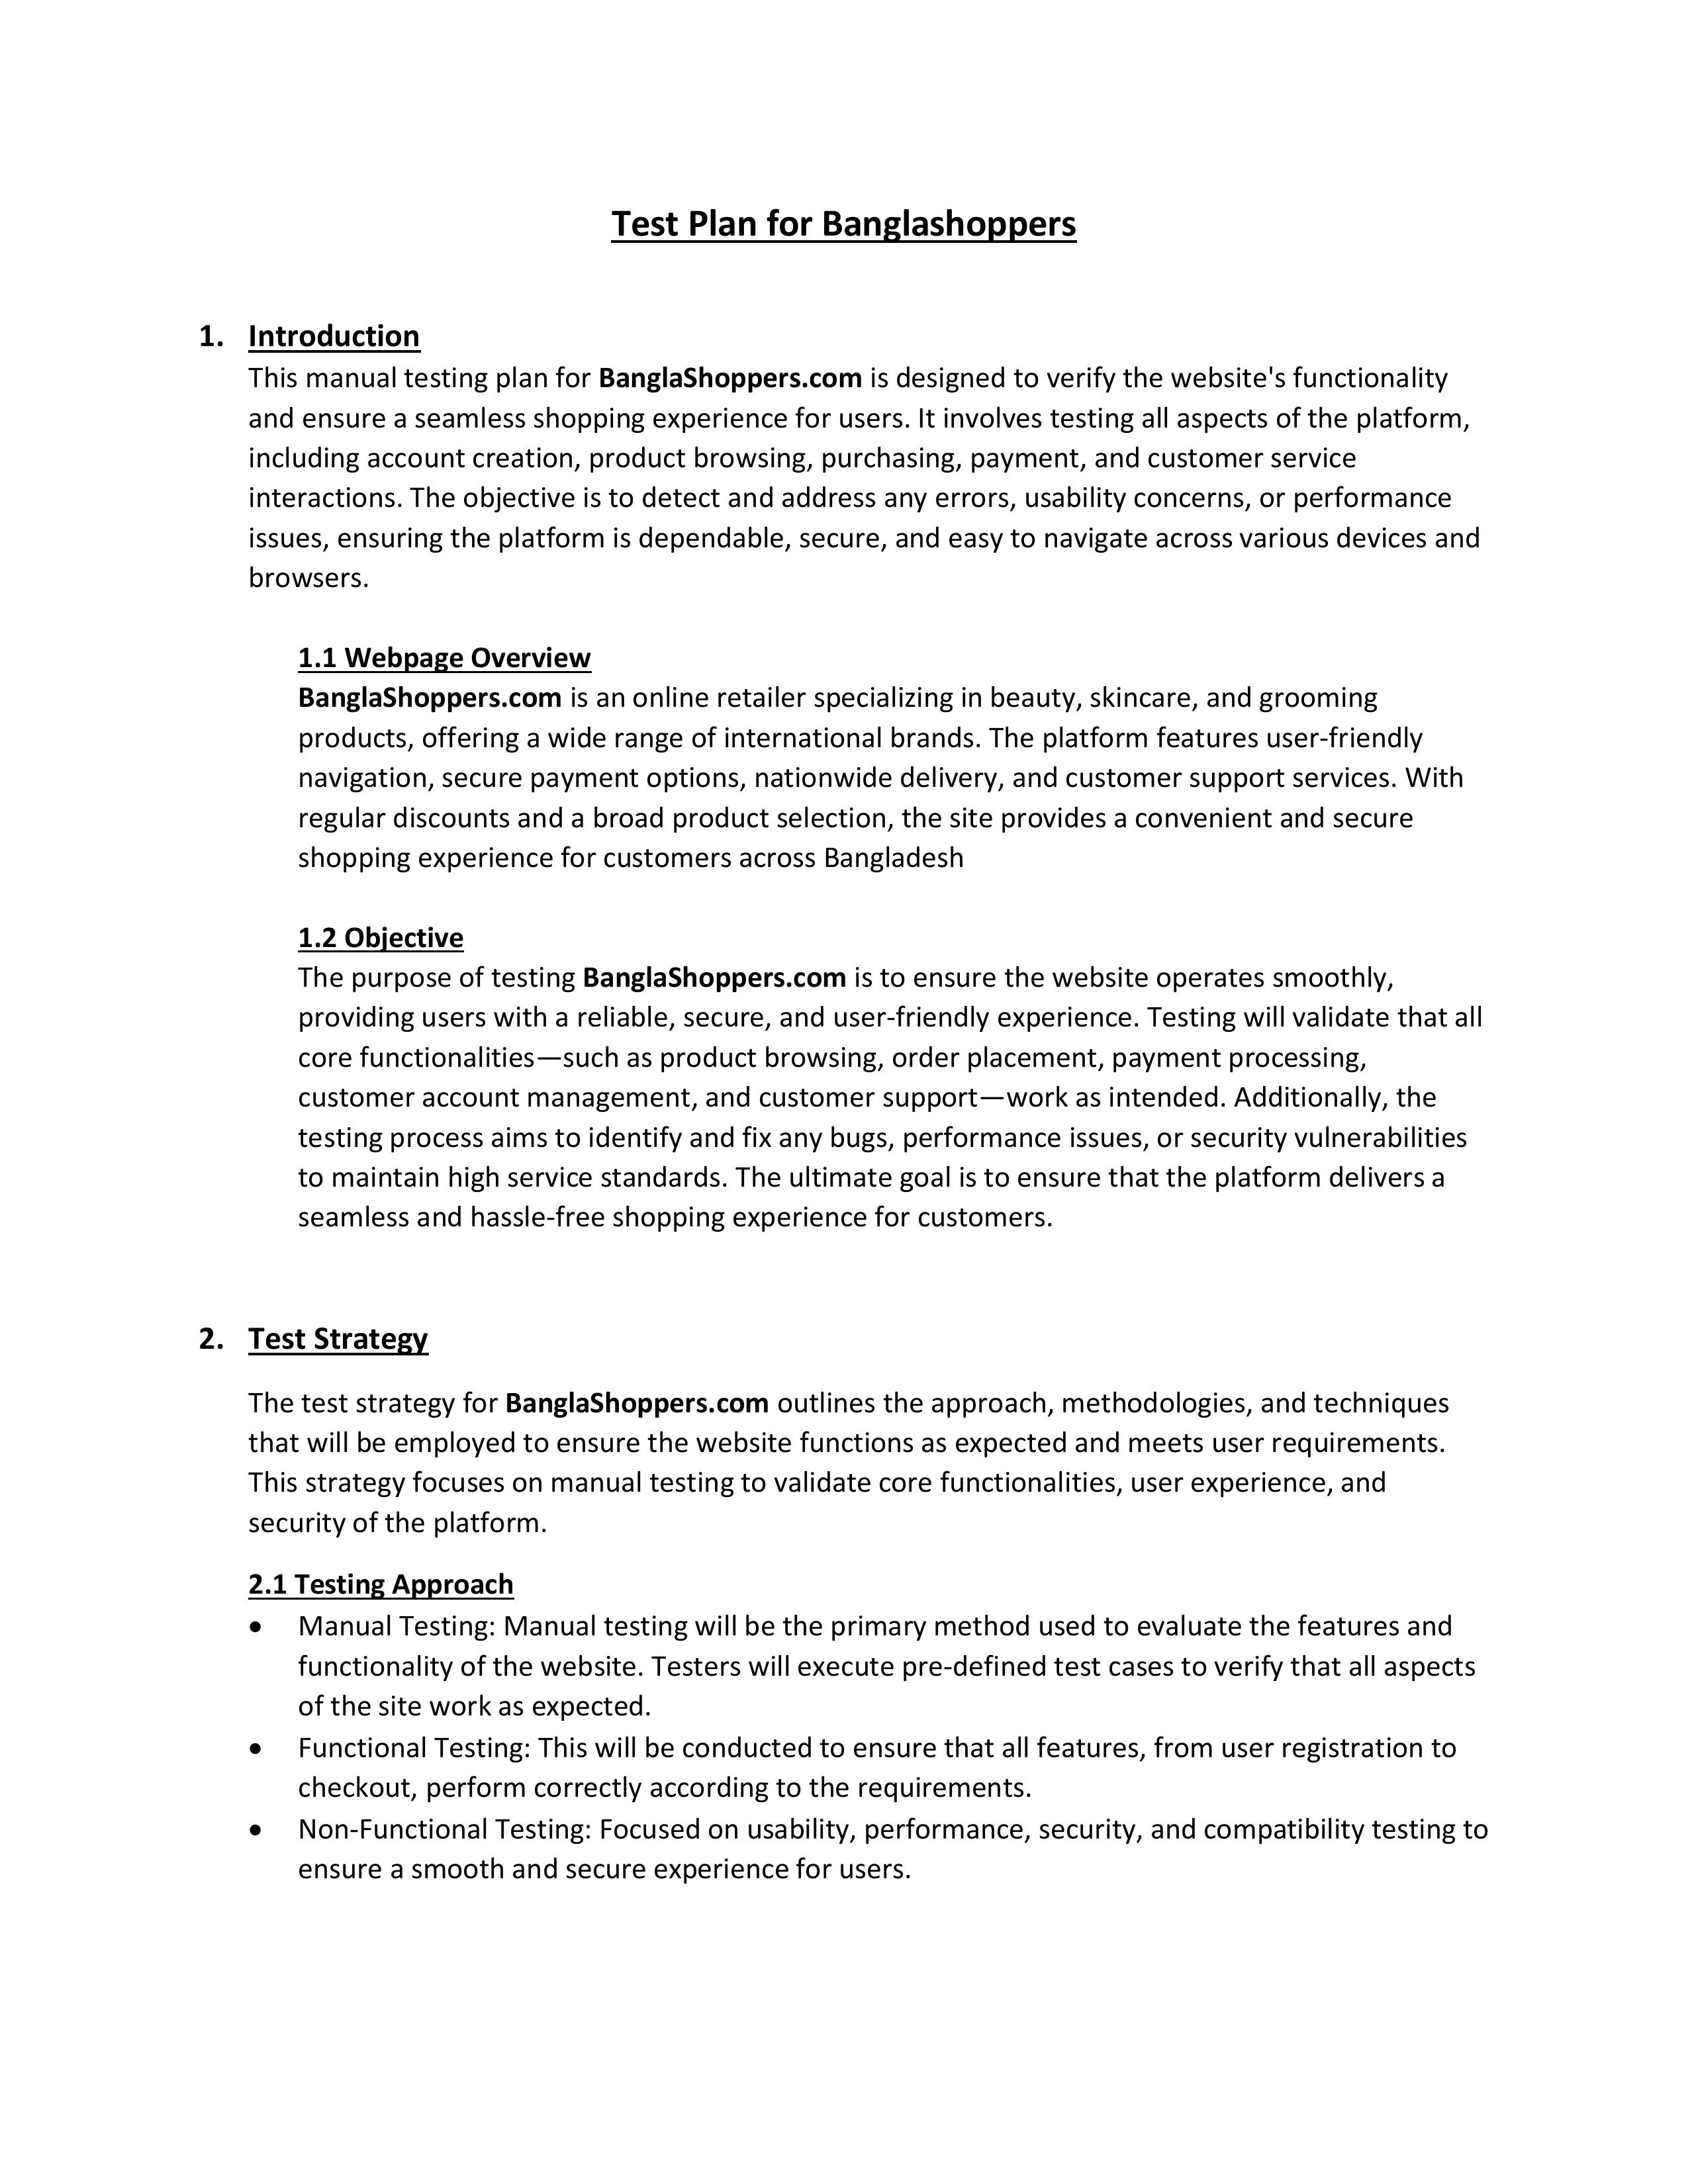 Test Plan for Banglashoppers
1. Introduction
This manual testing plan for BanglaShoppers.com is designed to verify the website's functionality
and ensure a seamless shopping experience for users. It involves testing all aspects of the platform,
including account creation, product browsing, purchasing, payment, and customer service
interactions. The objective is to detect and address any errors, usability concerns, or performance
issues, ensuring the platform is dependable, secure, and easy to navigate across various devices and
browsers.
1.1 Webpage Overview
BanglaShoppers.com is an online retailer specializing in beauty, skincare, and grooming
products, offering a wide range of international brands. The platform features user-friendly
navigation, secure payment options, nationwide delivery, and customer support services. With
regular discounts and a broad product selection, the site provides a convenient and secure
shopping experience for customers across Bangladesh
1.2 Objective
The purpose of testing BanglaShoppers.com is to ensure the website operates smoothly,
providing users with a reliable, secure, and user-friendly experience. Testing will validate that all
core functionalities—such as product browsing, order placement, payment processing,
customer account management, and customer support—work as intended. Additionally, the
testing process aims to identify and fix any bugs, performance issues, or security vulnerabilities
to maintain high service standards. The ultimate goal is to ensure that the platform delivers a
seamless and hassle-free shopping experience for customers.
2. Test Strategy
The test strategy for BanglaShoppers.com outlines the approach, methodologies, and techniques
that will be employed to ensure the website functions as expected and meets user requirements.
This strategy focuses on manual testing to validate core functionalities, user experience, and
security of the platform.
2.1 Testing Approach
• Manual Testing: Manual testing will be the primary method used to evaluate the features and
functionality of the website. Testers will execute pre-defined test cases to verify that all aspects
of the site work as expected.
• Functional Testing: This will be conducted to ensure that all features, from user registration to
checkout, perform correctly according to the requirements.
• Non-Functional Testing: Focused on usability, performance, security, and compatibility testing to
ensure a smooth and secure experience for users.